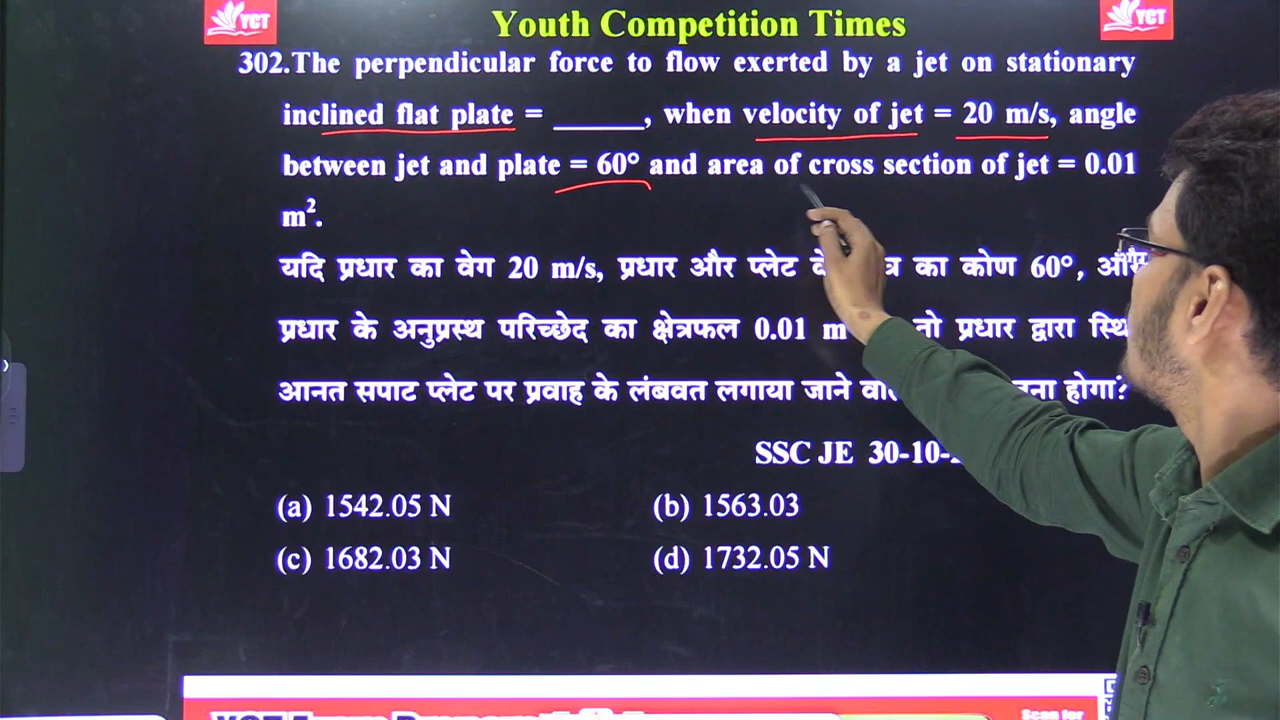 YCT
Youth Competition Times
YCT
302.The perpendicular force to flow exerted by a jet on stationary
inclined flat plate = ______, when velocity of jet = 20 m/s, angle
between jet and plate = 60° and area of cross section of jet = 0.01
m².
यदि प्रधार का वेग 20 m/s, प्रधार और प्लेट का कोण 60°, और
प्रधार के अनुप्रस्थ परिच्छेद का क्षेत्रफल 0.01 m तो प्रधार द्वारा
आनत सपाट प्लेट पर प्रवाह के लंबवत लगाया जाने होगा?
SSC JE 30-10-
(a) 1542.05 N
(b) 1563.03
(c) 1682.03 N
(d) 1732.05 N
Scan for